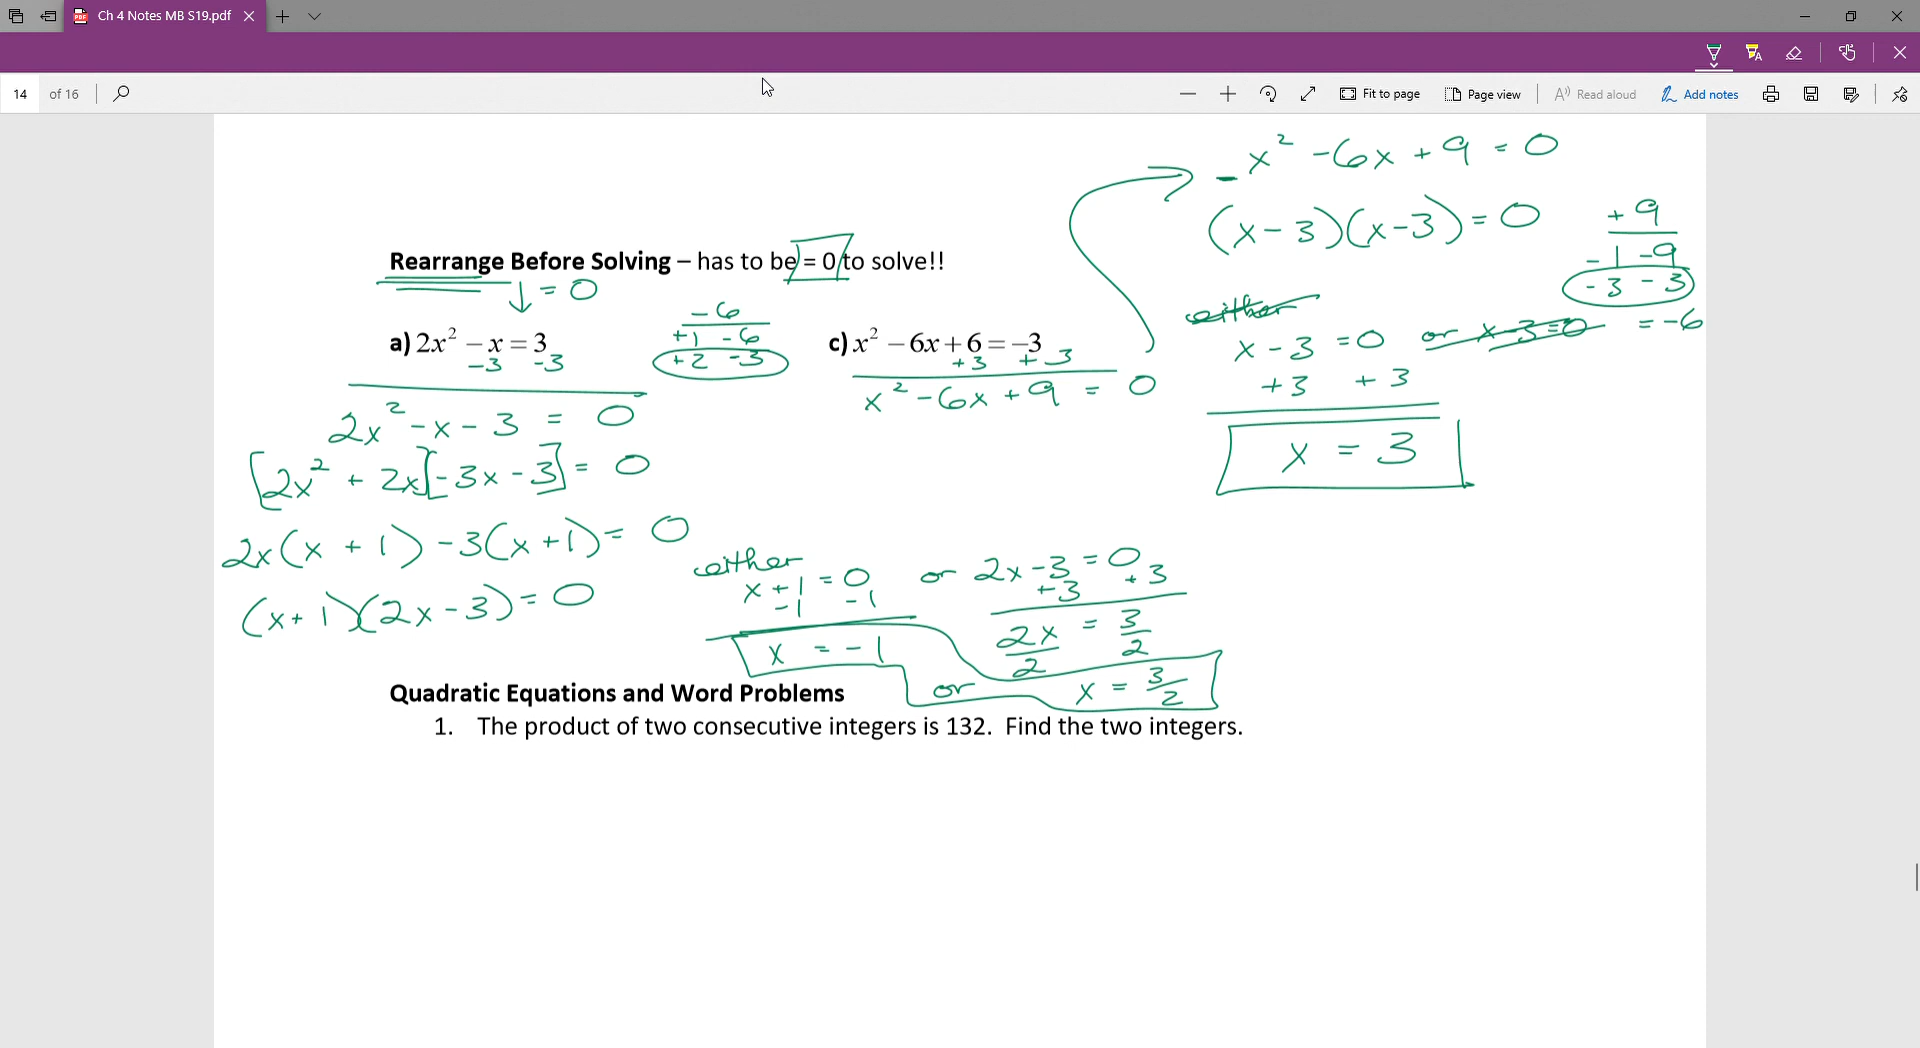 Ch 4 Notes MB S19.pdf
14 of 16
Fit to page
Page view
Read aloud
Add notes
Rearrange Before Solving – has to be = 0 to solve!!
↓ = 0
a) 2x² − x = 3
−3 −3
2x² − x − 3 = 0
[2x² + 2x][−3x − 3] = 0
2x(x + 1) − 3(x + 1) = 0
(x + 1)(2x − 3) = 0
−6
+1 −6
+2 −3
either
x + 1 = 0
−1 −1
x = −1
or 2x − 3 = 0
+3 +3
2x/2 = 3/2
or x = 3/2
c) x² − 6x + 6 = −3
+3 +3
x² − 6x + 9 = 0
x² − 6x + 9 = 0
(x − 3)(x − 3) = 0
+9
−1 −9
−3 −3
= −6
either
x − 3 = 0 or x − 3 = 0
+3 +3
x = 3
Quadratic Equations and Word Problems
1. The product of two consecutive integers is 132. Find the two integers.